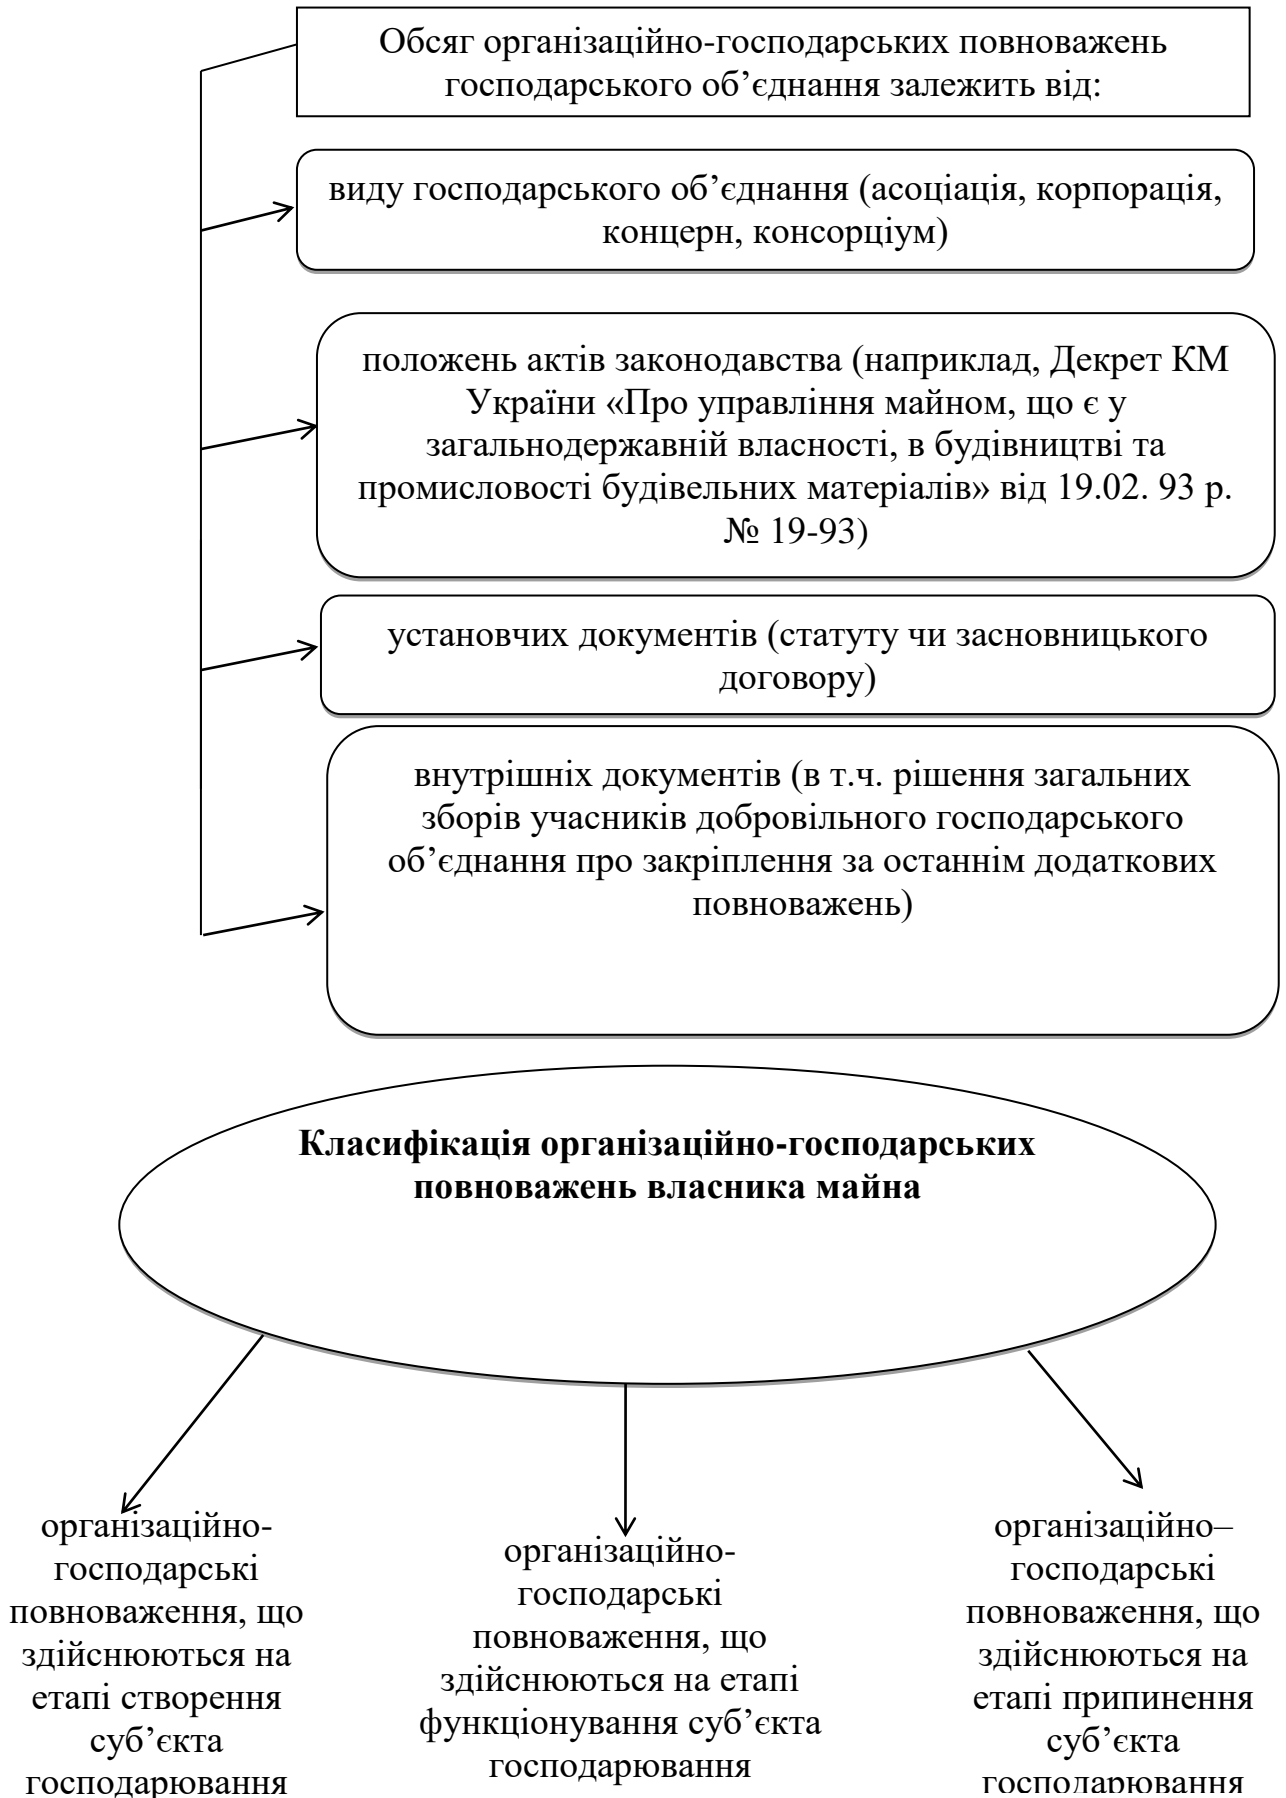 Обсяг організаційно-господарських повноважень
господарського об’єднання залежить від:
виду господарського об’єднання (асоціація, корпорація,
концерн, консорціум)
положень актів законодавства (наприклад, Декрет КМ
України «Про управління майном, що є у
загальнодержавній власності, в будівництві та
промисловості будівельних матеріалів» від 19.02. 93 р.
№ 19-93)
установчих документів (статуту чи засновницького
договору)
внутрішніх документів (в т.ч. рішення загальних
зборів учасників добровільного господарського
об’єднання про закріплення за останнім додаткових
повноважень)
Класифікація організаційно-господарських
повноважень власника майна
організаційно-
господарські
повноваження, що
здійснюються на
етапі створення
суб’єкта
господарювання
організаційно-
господарські
повноваження, що
здійснюються на етапі
функціонування суб’єкта
господарювання
організаційно–
господарські
повноваження, що
здійснюються на
етапі припинення
суб’єкта
господарювання